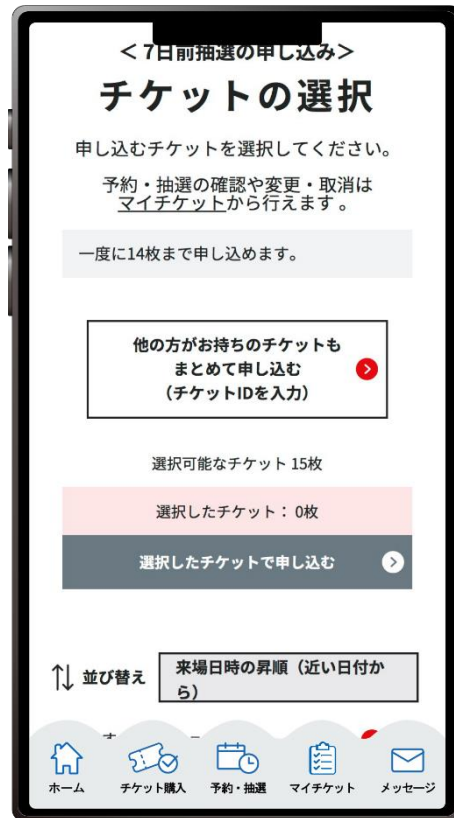 ＜7日前抽選の申し込み＞
チケットの選択
申し込むチケットを選択してください。
予約・抽選の確認や変更・取消は
マイチケットから行えます。
一度に14枚まで申し込めます。
他の方がお持ちのチケットも
まとめて申し込む
（チケットIDを入力）
選択可能なチケット 15枚
選択したチケット： 0枚
選択したチケットで申し込む
並び替え
来場日時の昇順（近い日付か
ら）
ホーム
チケット購入
予約・抽選
マイチケット
メッセージ